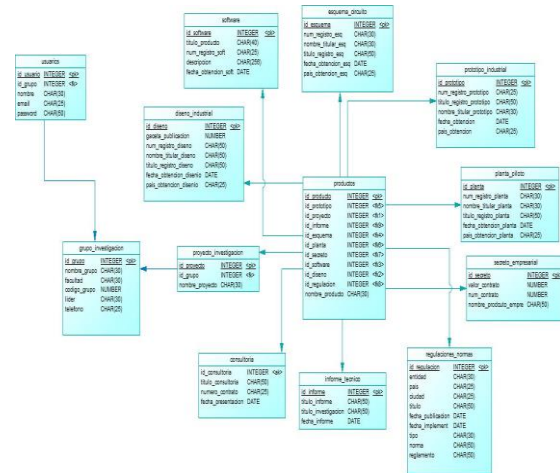 software
id_software INTEGER <pk>
titulo_producto CHAR(40)
num_registro_soft CHAR(25)
descripcion CHAR(256)
fecha_obtencion_soft DATE
esquema_circuito
id_esquema INTEGER <pk>
num_registro_esq CHAR(30)
nombre_titular_esq CHAR(30)
titulo_registro_esq CHAR(50)
fecha_obtencion_esq DATE
pais_obtencion_esq CHAR(25)
usuarios
id_usuario INTEGER <pk>
id_grupo INTEGER <fk>
nombre CHAR(30)
email CHAR(25)
password CHAR(50)
prototipo_industrial
id_prototipo INTEGER <pk>
num_registro_prototipo CHAR(25)
titulo_registro_prototipo CHAR(50)
nombre_titular_prototipo CHAR(30)
fecha_obtencion DATE
pais_obtencion CHAR(25)
diseno_industrial
id_diseno INTEGER <pk>
gaceta_publicacion NUMBER
num_registro_diseno CHAR(50)
nombre_titular_diseno CHAR(50)
titulo_registro_diseno CHAR(50)
fecha_obtencion_disenio DATE
pais_obtencion_disenio CHAR(25)
planta_piloto
id_planta INTEGER <pk>
num_registro_planta CHAR(30)
nombre_titular_planta CHAR(30)
titulo_registro_planta CHAR(50)
fecha_obtencion_planta DATE
pais_obtencion_planta CHAR(25)
productos
id_producto INTEGER <pk>
id_prototipo INTEGER <fk5>
id_proyecto INTEGER <fk1>
id_informe INTEGER <fk9>
id_esquema INTEGER <fk4>
id_planta INTEGER <fk6>
id_secreto INTEGER <fk7>
id_software INTEGER <fk3>
id_diseno INTEGER <fk2>
id_regulacion INTEGER <fk8>
nombre_producto CHAR(30)
grupo_investigacion
id_grupo INTEGER <pk>
nombre_grupo CHAR(30)
facultad CHAR(30)
codigo_grupo NUMBER
lider CHAR(30)
telefono CHAR(25)
proyecto_investigacion
id_proyecto INTEGER <pk>
id_grupo INTEGER <fk>
nombre_proyecto CHAR(30)
secreto_empresarial
id_secreto INTEGER <pk>
valor_contrato NUMBER
num_contrato NUMBER
nombre_produto_empre CHAR(50)
consultoria
id_consultoria INTEGER <ak>
titulo_consultoria CHAR(50)
numero_contrato CHAR(25)
fecha_presentacion DATE
informe_tecnico
id_informe INTEGER <pk>
titulo_informe CHAR(50)
titulo_investigacion CHAR(50)
fecha_informe DATE
regulaciones_normas
id_regulacion INTEGER <pk>
entidad CHAR(30)
pais CHAR(25)
ciudad CHAR(25)
titulo CHAR(50)
fecha_publicacion DATE
fecha_implement DATE
tipo CHAR(30)
norma CHAR(50)
reglamento CHAR(50)